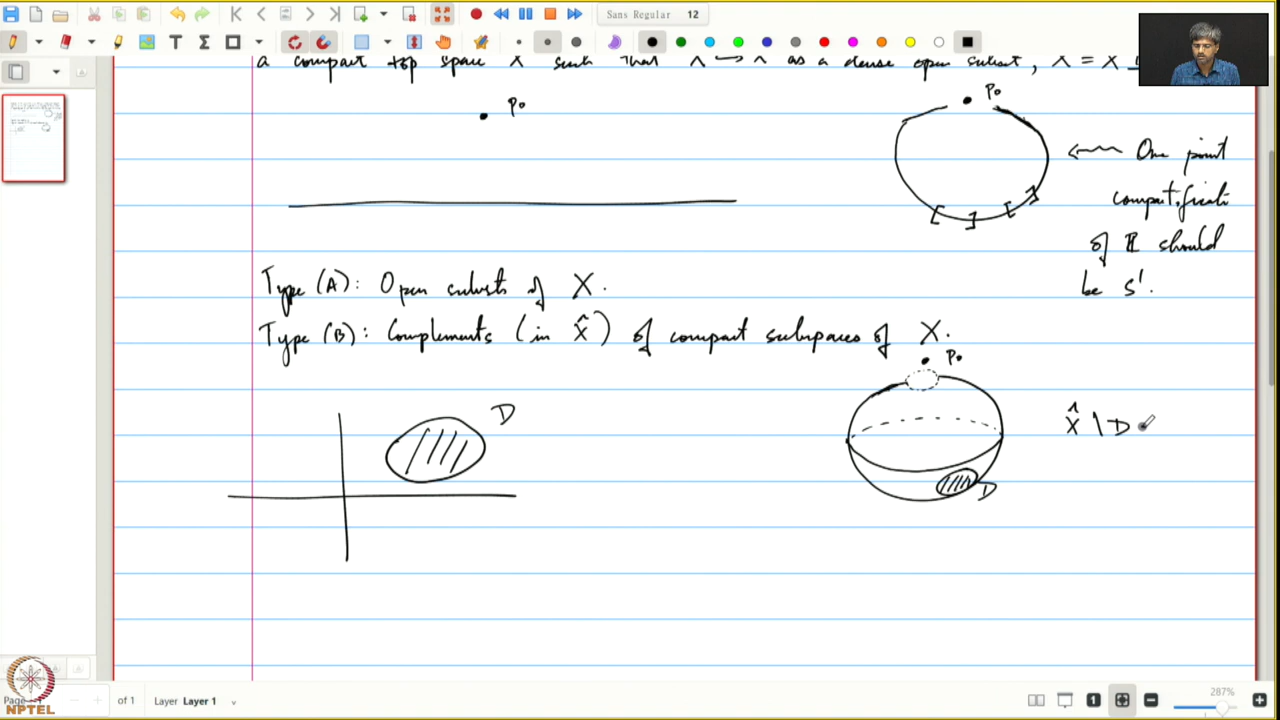 Sans Regular 12
a compact top space X̂ such that X ↪ X̂ as a dense open subset, X̂ = X
P₀
P₀
One point
compactificati
of ℝ should
be S¹.
Type (A): Open subsets of X.
Type (B): Complements (in X̂) of compact subspaces of X.
P₀
D
X̂ \ D
D
NPTEL
Page
of 1
Layer Layer 1
287%